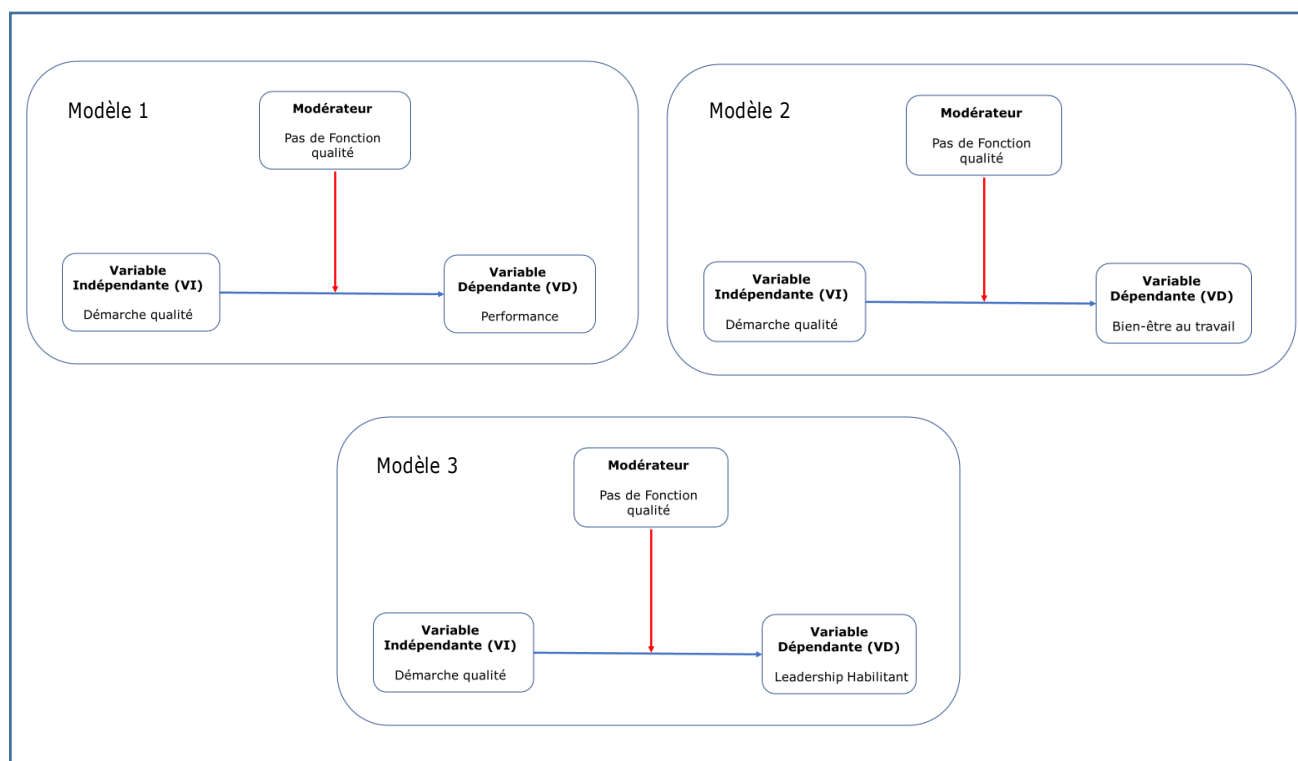 Modèle 1
Modérateur
Pas de Fonction
qualité
Variable
Indépendante (VI)
Démarche qualité
Variable
Dépendante (VD)
Performance
Modèle 2
Modérateur
Pas de Fonction
qualité
Variable
Indépendante (VI)
Démarche qualité
Variable
Dépendante (VD)
Bien-être au travail
Modèle 3
Modérateur
Pas de Fonction
qualité
Variable
Indépendante (VI)
Démarche qualité
Variable
Dépendante (VD)
Leadership Habilitant